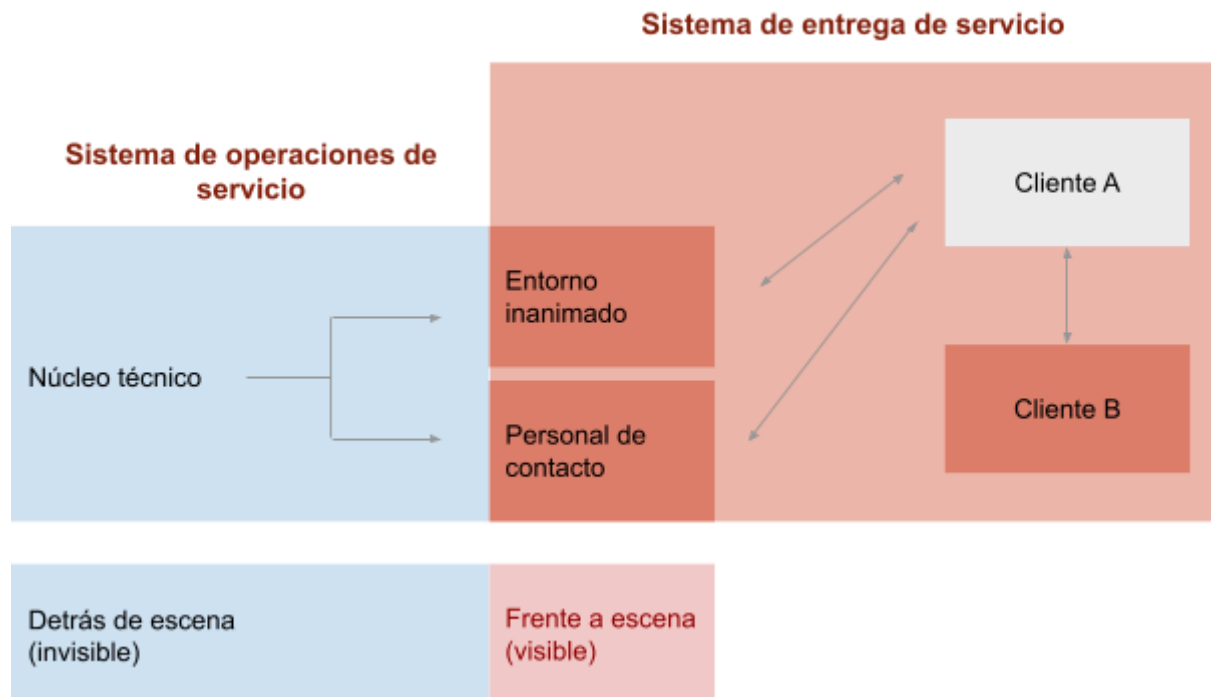 Sistema de entrega de servicio
Sistema de operaciones de
servicio
Cliente A
Entorno
inanimado
Núcleo técnico
Cliente B
Personal de
contacto
Detrás de escena
(invisible)
Frente a escena
(visible)